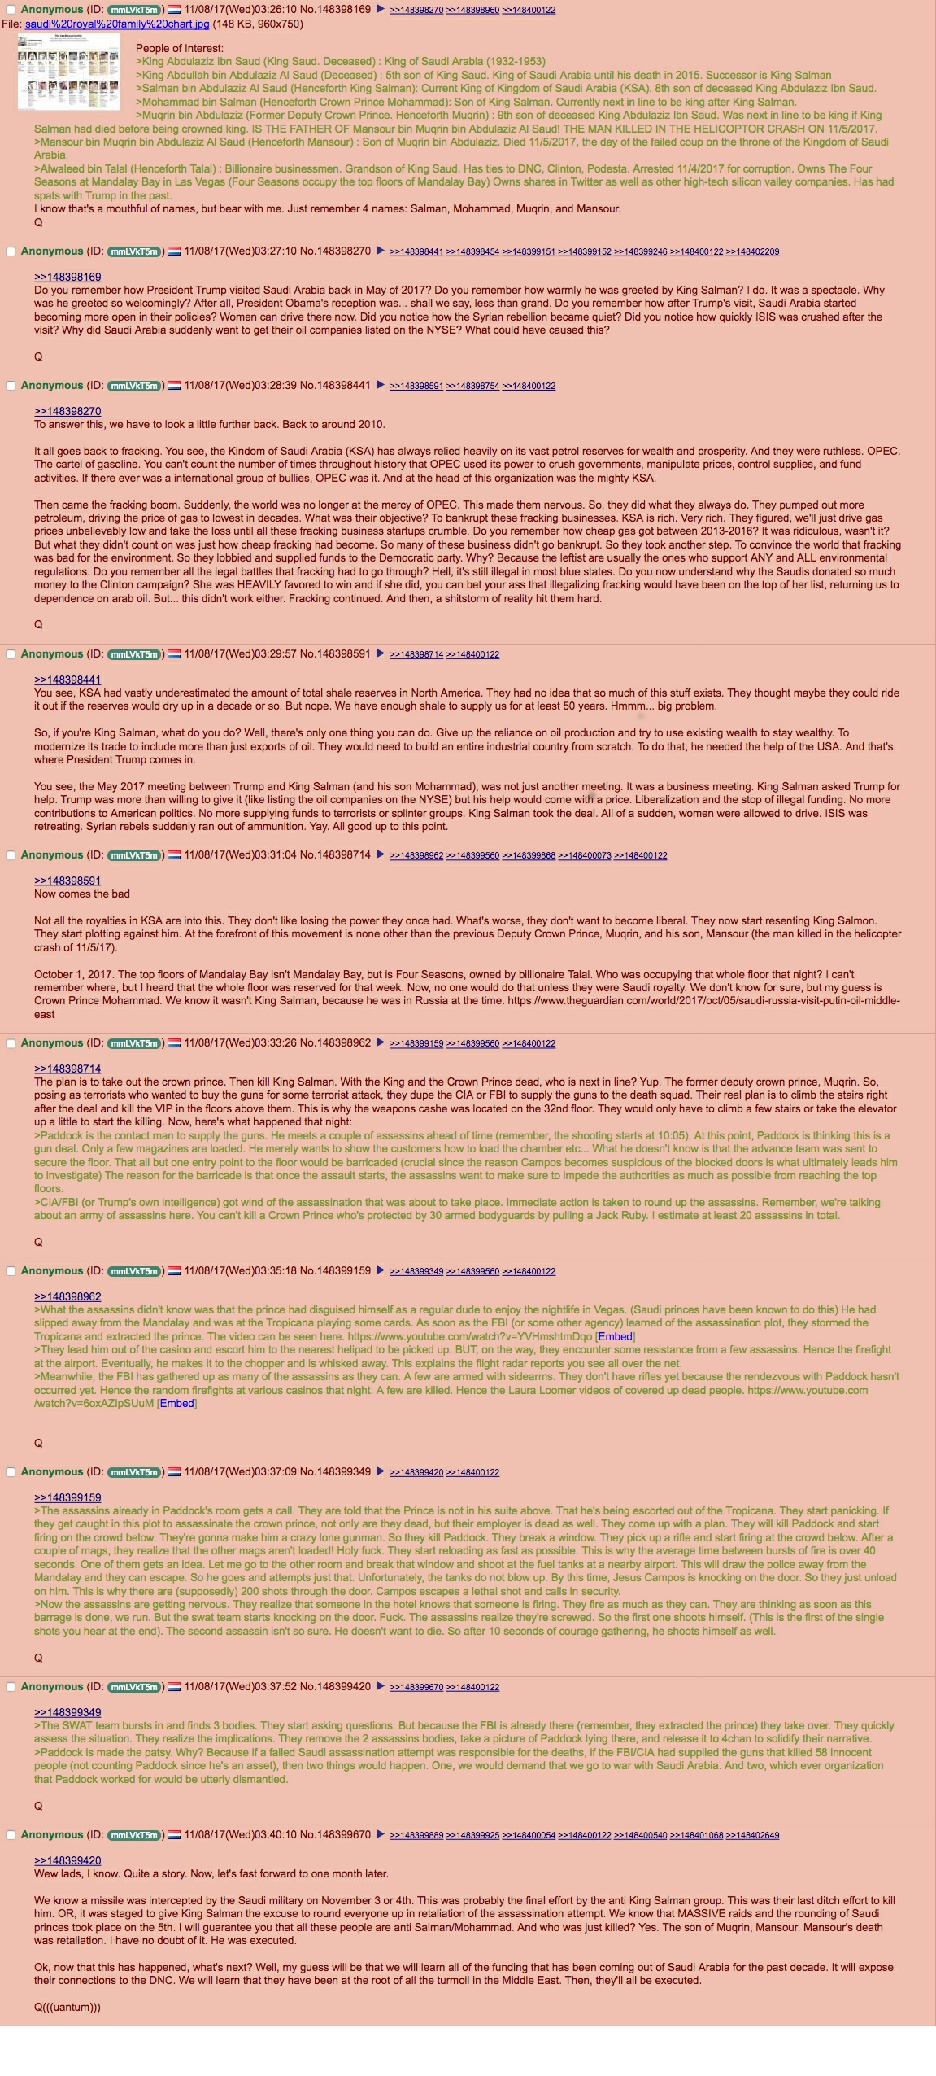 Anonymous (ID: mmLVkT5m) 11/08/17(Wed)03:26:10 No.148398169 ▶ >>148398270 >>148398960 >>148400122
File: saudi%20royal%20family%20chart.jpg (148 KB, 960x750)
People of Interest:
>King Abdulaziz Ibn Saud (King Saud. Deceased) : King of Saudi Arabia (1932-1953)
>King Abdullah bin Abdulaziz Al Saud (Deceased) : 5th son of King Saud. King of Saudi Arabia until his death in 2015. Successor is King Salman
>Salman bin Abdulaziz Al Saud (Henceforth King Salman): Current King of Kingdom of Saudi Arabia (KSA). 8th son of deceased King Abdulaziz Ibn Saud.
>Mohammad bin Salman (Henceforth Crown Prince Mohammad): Son of King Salman. Currently next in line to be king after King Salman.
>Muqrin bin Abdulaziz (Former Deputy Crown Prince. Henceforth Muqrin) : 9th son of deceased King Abdulaziz Ibn Saud. Was next in line to be king if King
Salman had died before being crowned king. IS THE FATHER OF Mansour bin Muqrin bin Abdulaziz Al Saud! THE MAN KILLED IN THE HELICOPTOR CRASH ON 11/5/2017.
>Mansour bin Muqrin bin Abdulaziz Al Saud (Henceforth Mansour) : Son of Muqrin bin Abdulaziz. Died 11/5/2017, the day of the failed coup on the throne of the Kingdom of Saudi
Arabia.
>Alwaleed bin Talal (Henceforth Talal) : Billionaire businessmen. Grandson of King Saud. Has ties to DNC, Clinton, Podesta. Arrested 11/4/2017 for corruption. Owns The Four
Seasons at Mandalay Bay in Las Vegas (Four Seasons occupy the top floors of Mandalay Bay) Owns shares in Twitter as well as other high-tech silicon valley companies. Has had
spats with Trump in the past.
I know that's a mouthful of names, but bear with me. Just remember 4 names: Salman, Mohammad, Muqrin, and Mansour.
Q
Anonymous (ID: mmLVkT5m) 11/08/17(Wed)03:27:10 No.148398270 ▶ >>148398441 >>148398454 >>148399151 >>148399152 >>148399246 >>148400122 >>148402209
>>148398169
Do you remember how President Trump visited Saudi Arabia back in May of 2017? Do you remember how warmly he was greeted by King Salman? I do. It was a spectacle. Why
was he greeted so welcomingly? After all, President Obama's reception was... shall we say, less than grand. Do you remember how after Trump's visit, Saudi Arabia started
becoming more open in their policies? Women can drive there now. Did you notice how the Syrian rebellion became quiet? Did you notice how quickly ISIS was crushed after the
visit? Why did Saudi Arabia suddenly want to get their oil companies listed on the NYSE? What could have caused this?
Q
Anonymous (ID: mmLVkT5m) 11/08/17(Wed)03:28:39 No.148398441 ▶ >>148398591 >>148398754 >>148400122
>>148398270
To answer this, we have to look a little further back. Back to around 2010.
It all goes back to fracking. You see, the Kindom of Saudi Arabia (KSA) has always relied heavily on its vast petrol reserves for wealth and prosperity. And they were ruthless. OPEC.
The cartel of gasoline. You can't count the number of times throughout history that OPEC used its power to crush governments, manipulate prices, control supplies, and fund
activities. If there ever was a international group of bullies, OPEC was it. And at the head of this organization was the mighty KSA.
Then came the fracking boom. Suddenly, the world was no longer at the mercy of OPEC. This made them nervous. So, they did what they always do. They pumped out more
petroleum, driving the price of gas to lowest in decades. What was their objective? To bankrupt these fracking businesses. KSA is rich. Very rich. They figured, we'll just drive gas
prices unbelievably low and take the loss until all these fracking business startups crumble. Do you remember how cheap gas got between 2013-2016? It was ridiculous, wasn't it?
But what they didn't count on was just how cheap fracking had become. So many of these business didn't go benkrupt. So they took another step. To convince the world that fracking
was bad for the environment. So they lobbied and supplied funds to the Democratic party. Why? Because the leftist are usually the ones who support ANY and ALL environmental
regulations. Do you remember all the legal battles that fracking had to go through? Hell, it's still illegal in most blue states. Do you now understand why the Saudis donated so much
money to the Clinton campaign? She was HEAVILY favored to win and if she did, you can bet your ass that illegalizing fracking would have been on the top of her list, returning us to
dependence on arab oil. But... this didn't work either. Fracking continued. And then, a shitstorm of reality hit them hard.
Q
Anonymous (ID: mmLVkT5m) 11/08/17(Wed)03:29:57 No.148398591 ▶ >>148398714 >>148400122
>>148398441
You see, KSA had vastly underestimated the amount of total shale reserves in North America. They had no idea that so much of this stuff exists. They thought maybe they could ride
it out if the reserves would dry up in a decade or so. But nope. We have enough shale to supply us for at least 50 years. Hmmm... big problem.
So, if you're King Salman, what do you do? Well, there's only one thing you can do. Give up the reliance on oil production and try to use existing wealth to stay wealthy. To
modernize its trade to include more than just exports of oil. They would need to build an entire industrial country from scratch. To do that, he needed the help of the USA. And that's
where President Trump comes in.
You see, the May 2017 meeting between Trump and King Salman (and his son Mohammad), was not just another meeting. It was a business meeting. King Salman asked Trump for
help. Trump was more than willing to give it (like listing the oil companies on the NYSE) but his help would come with a price. Liberalization and the stop of illegal funding. No more
contributions to American politics. No more supplying funds to terrorists or splinter groups. King Salman took the deal. All of a sudden, women were allowed to drive. ISIS was
retreating. Syrian rebels suddenly ran out of ammunition. Yay. All good up to this point.
Anonymous (ID: mmLVkT5m) 11/08/17(Wed)03:31:04 No.148398714 ▶ >>148398962 >>148399560 >>148399868 >>148400073 >>148400122
>>148398591
Now comes the bad
Not all the royalties in KSA are into this. They don't like losing the power they once had. What's worse, they don't want to become liberal. They now start resenting King Salmon.
They start plotting against him. At the forefront of this movement is none other than the previous Deputy Crown Prince, Muqrin, and his son, Mansour (the man killed in the helicopter
crash of 11/5/17).
October 1, 2017. The top floors of Mandalay Bay isn't Mandalay Bay, but is Four Seasons, owned by billionaire Talal. Who was occupying that whole floor that night? I can't
remember where, but I heard that the whole floor was reserved for that week. Now, no one would do that unless they were Saudi royalty. We don't know for sure, but my guess is
Crown Prince Mohammad. We know it wasn't King Salman, because he was in Russia at the time. https://www.theguardian.com/world/2017/oct/05/saudi-russia-visit-putin-oil-middle-
east
Anonymous (ID: mmLVkT5m) 11/08/17(Wed)03:33:26 No.148398962 ▶ >>148399159 >>148399560 >>148400122
>>148398714
The plan is to take out the crown prince. Then kill King Salman. With the King and the Crown Prince dead, who is next in line? Yup. The former deputy crown prince, Muqrin. So,
posing as terrorists who wanted to buy the guns for some terrorist attack, they dupe the CIA or FBI to supply the guns to the death squad. Their real plan is to climb the stairs right
after the deal and kill the VIP in the floors above them. This is why the weapons cashe was located on the 32nd floor. They would only have to climb a few stairs or take the elevator
up a little to start the killing. Now, here's what happened that night:
>Paddock is the contact man to supply the guns. He meets a couple of assassins ahead of time (remember, the shooting starts at 10:05). At this point, Paddock is thinking this is a
gun deal. Only a few magazines are loaded. He merely wants to show the customers how to load the chamber etc... What he doesn't know is that the advance team was sent to
secure the floor. That all but one entry point to the floor would be barricaded (crucial since the reason Campos becomes suspicious of the blocked doors is what ultimately leads him
to investigate) The reason for the barricade is that once the assault starts, the assassins want to make sure to impede the authorities as much as possible from reaching the top
floors.
>CIA/FBI (or Trump's own intelligence) got wind of the assassination that was about to take place. Immediate action is taken to round up the assassins. Remember, we're talking
about an army of assassins here. You can't kill a Crown Prince who's protected by 30 armed bodyguards by pulling a Jack Ruby. I estimate at least 20 assassins in total.
Q
Anonymous (ID: mmLVkT5m) 11/08/17(Wed)03:35:18 No.148399159 ▶ >>148399349 >>148399560 >>148400122
>>148398962
>What the assassins didn't know was that the prince had disguised himself as a regular dude to enjoy the nightlife in Vegas. (Saudi princes have been known to do this) He had
slipped away from the Mandalay and was at the Tropicana playing some cards. As soon as the FBI (or some other agency) learned of the assassination plot, they stormed the
Tropicana and extracted the prince. The video can be seen here. https://www.youtube.com/watch?v=YVHmshtmDqo [Embed]
>They lead him out of the casino and escort him to the nearest helipad to be picked up. BUT, on the way, they encounter some resistance from a few assassins. Hence the firefight
at the airport. Eventually, he makes it to the chopper and is whisked away. This explains the flight radar reports you see all over the net.
>Meanwhile, the FBI has gathered up as many of the assassins as they can. A few are armed with sidearms. They don't have rifles yet because the rendezvous with Paddock hasn't
occurred yet. Hence the random firefights at various casinos that night. A few are killed. Hence the Laura Loomer videos of covered up dead people. https://www.youtube.com
/watch?v=6oxAZIpSUuM [Embed]
Q
Anonymous (ID: mmLVkT5m) 11/08/17(Wed)03:37:09 No.148399349 ▶ >>148399420 >>148400122
>>148399159
>The assassins already in Paddock's room gets a call. They are told that the Prince is not in his suite above. That he's being escorted out of the Tropicana. They start panicking. If
they get caught in this plot to assassinate the crown prince, not only are they dead, but their employer is dead as well. They come up with a plan. They will kill Paddock and start
firing on the crowd below. They're gonna make him a crazy lone gunman. So they kill Paddock. They break a window. They pick up a rifle and start firing at the crowd below. After a
couple of mags, they realize that the other mags aren't loaded! Holy fuck. They start reloading as fast as possible. This is why the average time between bursts of fire is over 40
seconds. One of them gets an idea. Let me go to the other room and break that window and shoot at the fuel tanks at a nearby airport. This will draw the police away from the
Mandalay and they can escape. So he goes and attempts just that. Unfortunately, the tanks do not blow up. By this time, Jesus Campos is knocking on the door. So they just unload
on him. This is why there are (supposedly) 200 shots through the door. Campos escapes a lethal shot and calls in security.
>Now the assassins are getting nervous. They realize that someone in the hotel knows that someone is firing. They fire as much as they can. They are thinking as soon as this
barrage is done, we run. But the swat team starts knocking on the door. Fuck. The assassins realize they're screwed. So the first one shoots himself. (This is the first of the single
shots you hear at the end). The second assassin isn't so sure. He doesn't want to die. So after 10 seconds of courage gathering, he shoots himself as well.
Q
Anonymous (ID: mmLVkT5m) 11/08/17(Wed)03:37:52 No.148399420 ▶ >>148399670 >>148400122
>>148399349
>The SWAT team bursts in and finds 3 bodies. They start asking questions. But because the FBI is already there (remember, they extracted the prince) they take over. They quickly
assess the situation. They realize the implications. They remove the 2 assassins bodies, take a picture of Paddock lying there, and release it to 4chan to solidify their narrative.
>Paddock is made the patsy. Why? Because if a failed Saudi assassination attempt was responsible for the deaths, if the FBI/CIA had supplied the guns that killed 58 innocent
people (not counting Paddock since he's an asset), then two things would happen. One, we would demand that we go to war with Saudi Arabia. And two, which ever organization
that Paddock worked for would be utterly dismantled.
Q
Anonymous (ID: mmLVkT5m) 11/08/17(Wed)03:40:10 No.148399670 ▶ >>148399889 >>148399925 >>148400054 >>148400122 >>148400540 >>148401068 >>148402649
>>148399420
Wew lads, I know. Quite a story. Now, let's fast forward to one month later.
We know a missile was intercepted by the Saudi military on November 3 or 4th. This was probably the final effort by the anti King Salman group. This was their last ditch effort to kill
him. OR, it was staged to give King Salman the excuse to round everyone up in retaliation of the assassination attempt. We know that MASSIVE raids and the rounding of Saudi
princes took place on the 5th. I will guarantee you that all these people are anti Salman/Mohammad. And who was just killed? Yes. The son of Muqrin, Mansour. Mansour's death
was retaliation. I have no doubt of it. He was executed.
Ok, now that this has happened, what's next? Well, my guess will be that we will learn all of the funding that has been coming out of Saudi Arabia for the past decade. It will expose
their connections to the DNC. We will learn that they have been at the root of all the turmoil in the Middle East. Then, they'll all be executed.
Q(((uantum)))